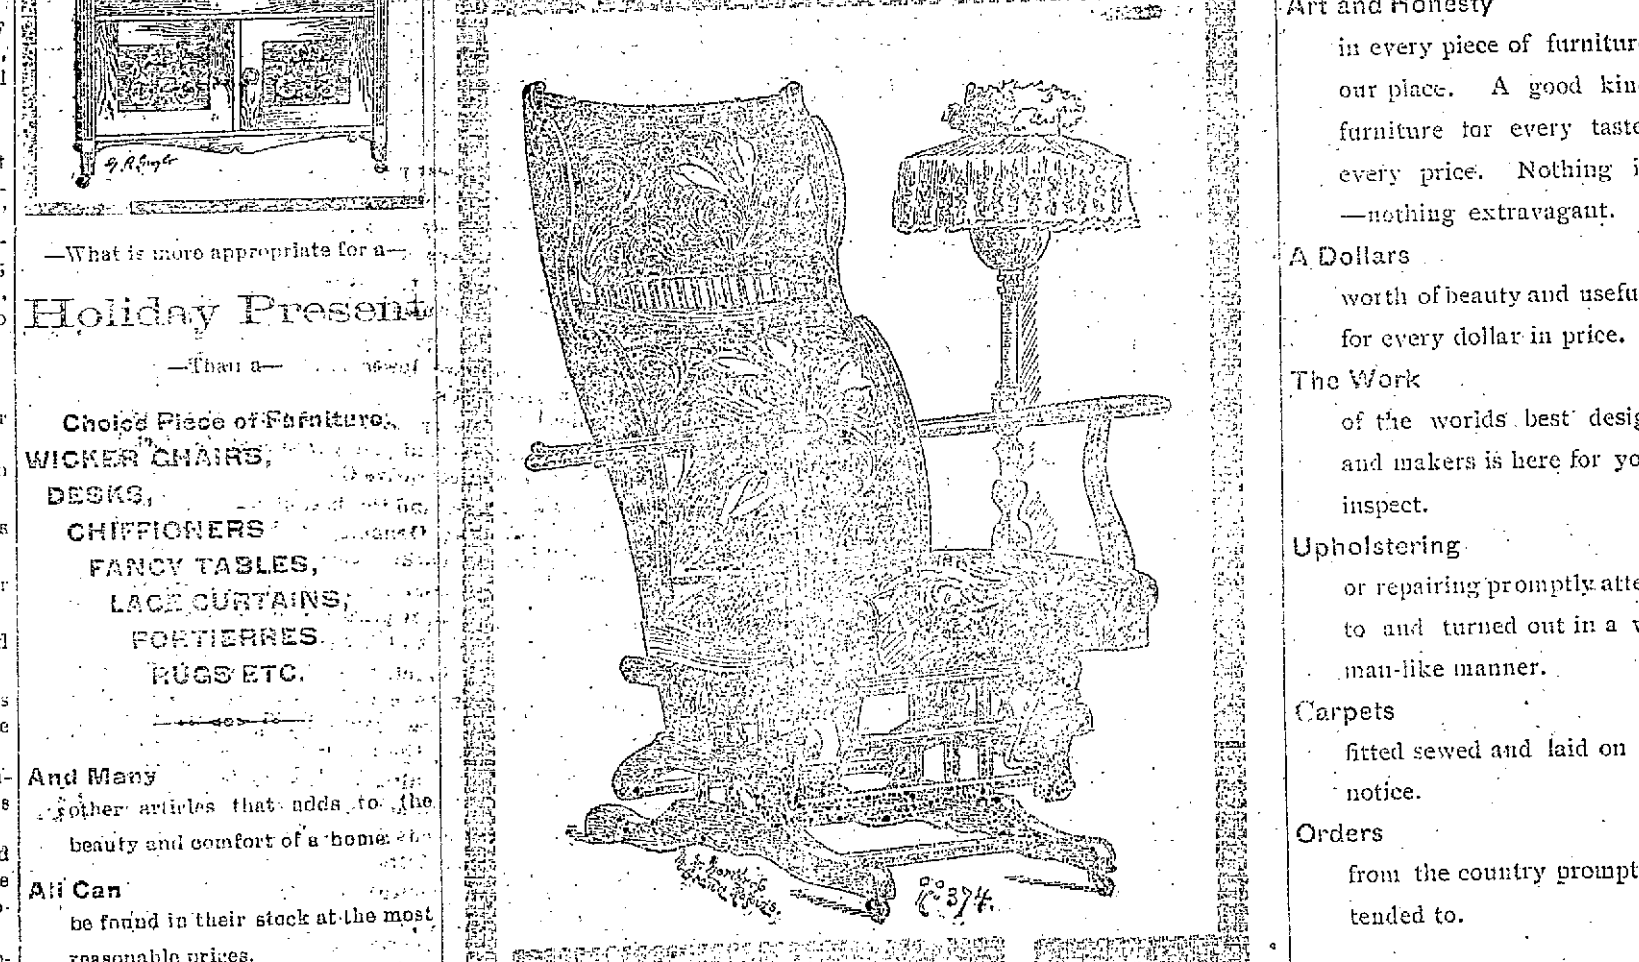 —What is more appropriate for a—
Holiday Present
—Than a—
Choice Piece of Furniture,
WICKER CHAIRS,
DESKS,
CHIFFIONERS
FANCY TABLES,
LACE CURTAINS,
PORTIERRES
RUGS ETC.
And Many
other articles that adds to the
beauty and comfort of a home.
All Can
be found in their stock at the most
reasonable prices.
No 374.
Art and Honesty
in every piece of furnitur
our place. A good kin
furniture for every taste
every price. Nothing i
—nothing extravagant.
A Dollars
worth of beauty and usefu
for every dollar in price.
The Work
of the worlds best desig
and makers is here for yo
inspect.
Upholstering
or repairing promptly atte
to and turned out in a w
man-like manner.
Carpets
fitted sewed and laid on
notice.
Orders
from the country prompt
tended to.